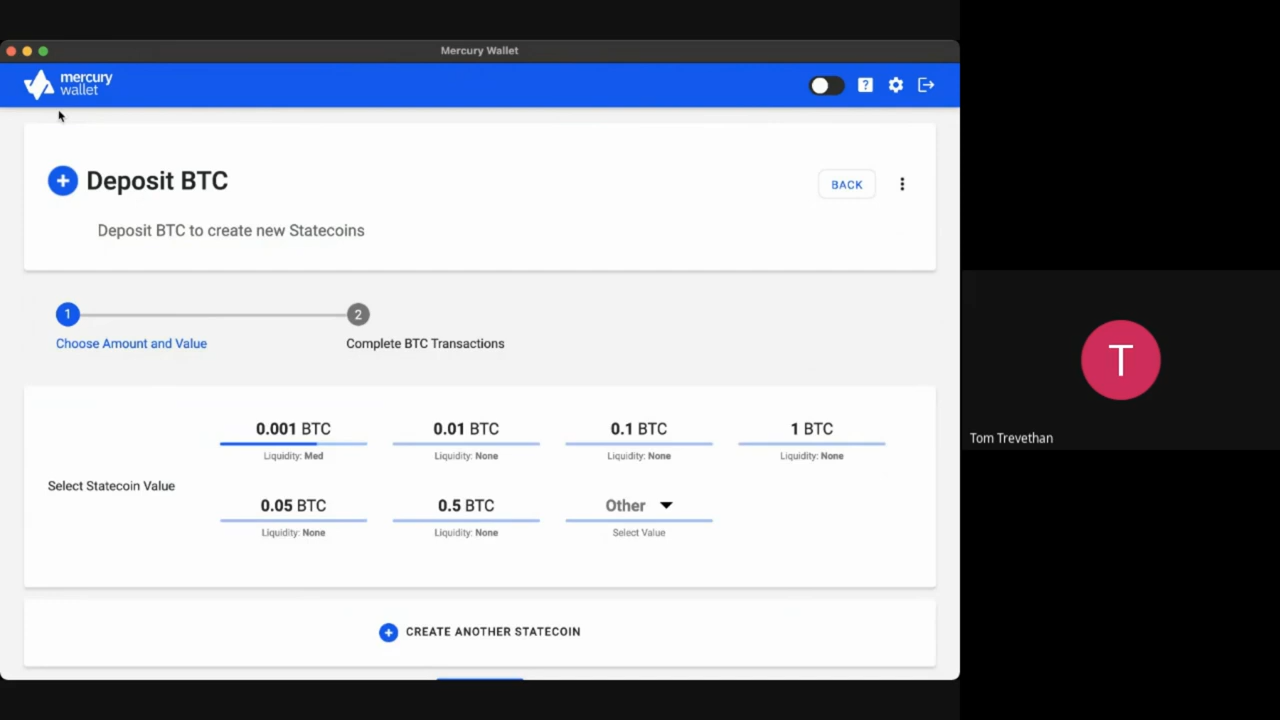 Mercury Wallet
mercury
wallet
?
Deposit BTC
BACK
Deposit BTC to create new Statecoins
1
2
Choose Amount and Value
Complete BTC Transactions
0.001 BTC
0.01 BTC
0.1 BTC
1 BTC
Liquidity: Med
Liquidity: None
Liquidity: None
Liquidity: None
Select Statecoin Value
0.05 BTC
0.5 BTC
Other
Liquidity: None
Liquidity: None
Select Value
CREATE ANOTHER STATECOIN
T
Tom Trevethan